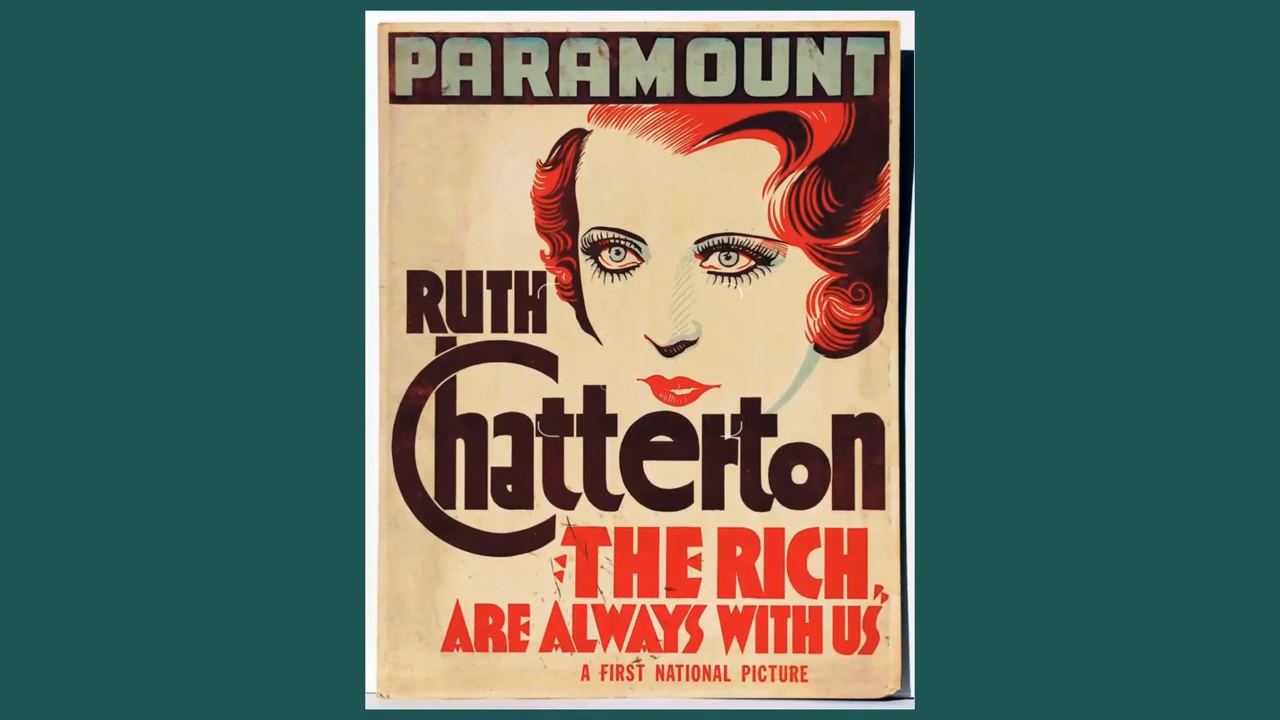 PARAMOUNT
RUTH
Chatterton
"THE RICH
ARE ALWAYS WITH US"
A FIRST NATIONAL PICTURE